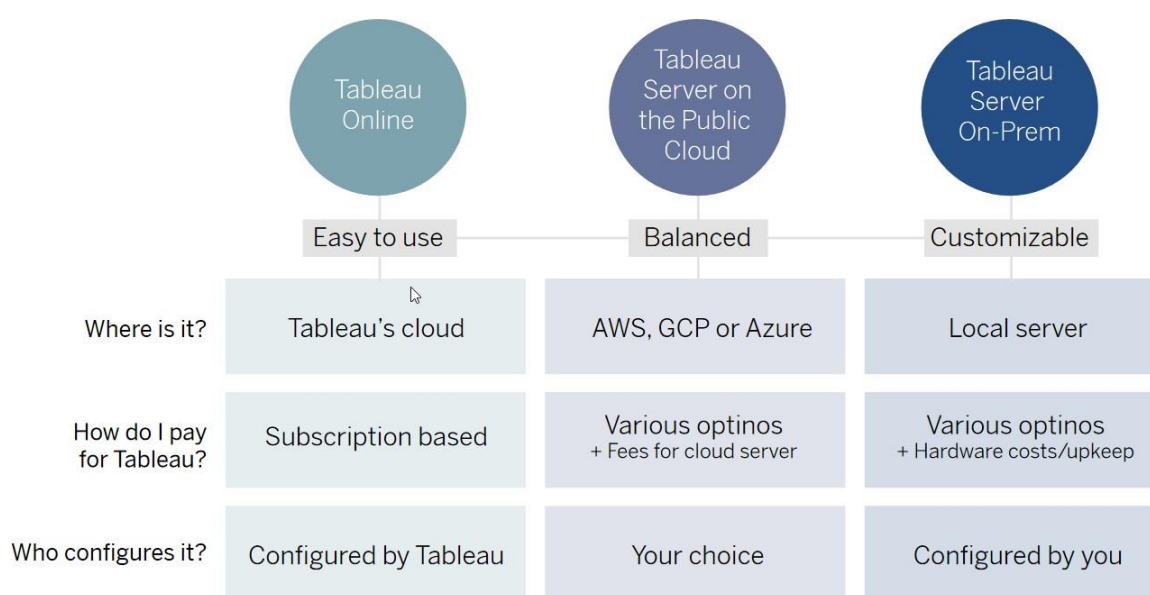 Tableau
Online
Tableau
Server on
the Public
Cloud
Tableau
Server
On-Prem
Easy to use
Balanced
Customizable
Where is it?
Tableau's cloud
AWS, GCP or Azure
Local server
How do I pay
for Tableau?
Subscription based
Various optinos
+ Fees for cloud server
Various optinos
+ Hardware costs/upkeep
Who configures it?
Configured by Tableau
Your choice
Configured by you